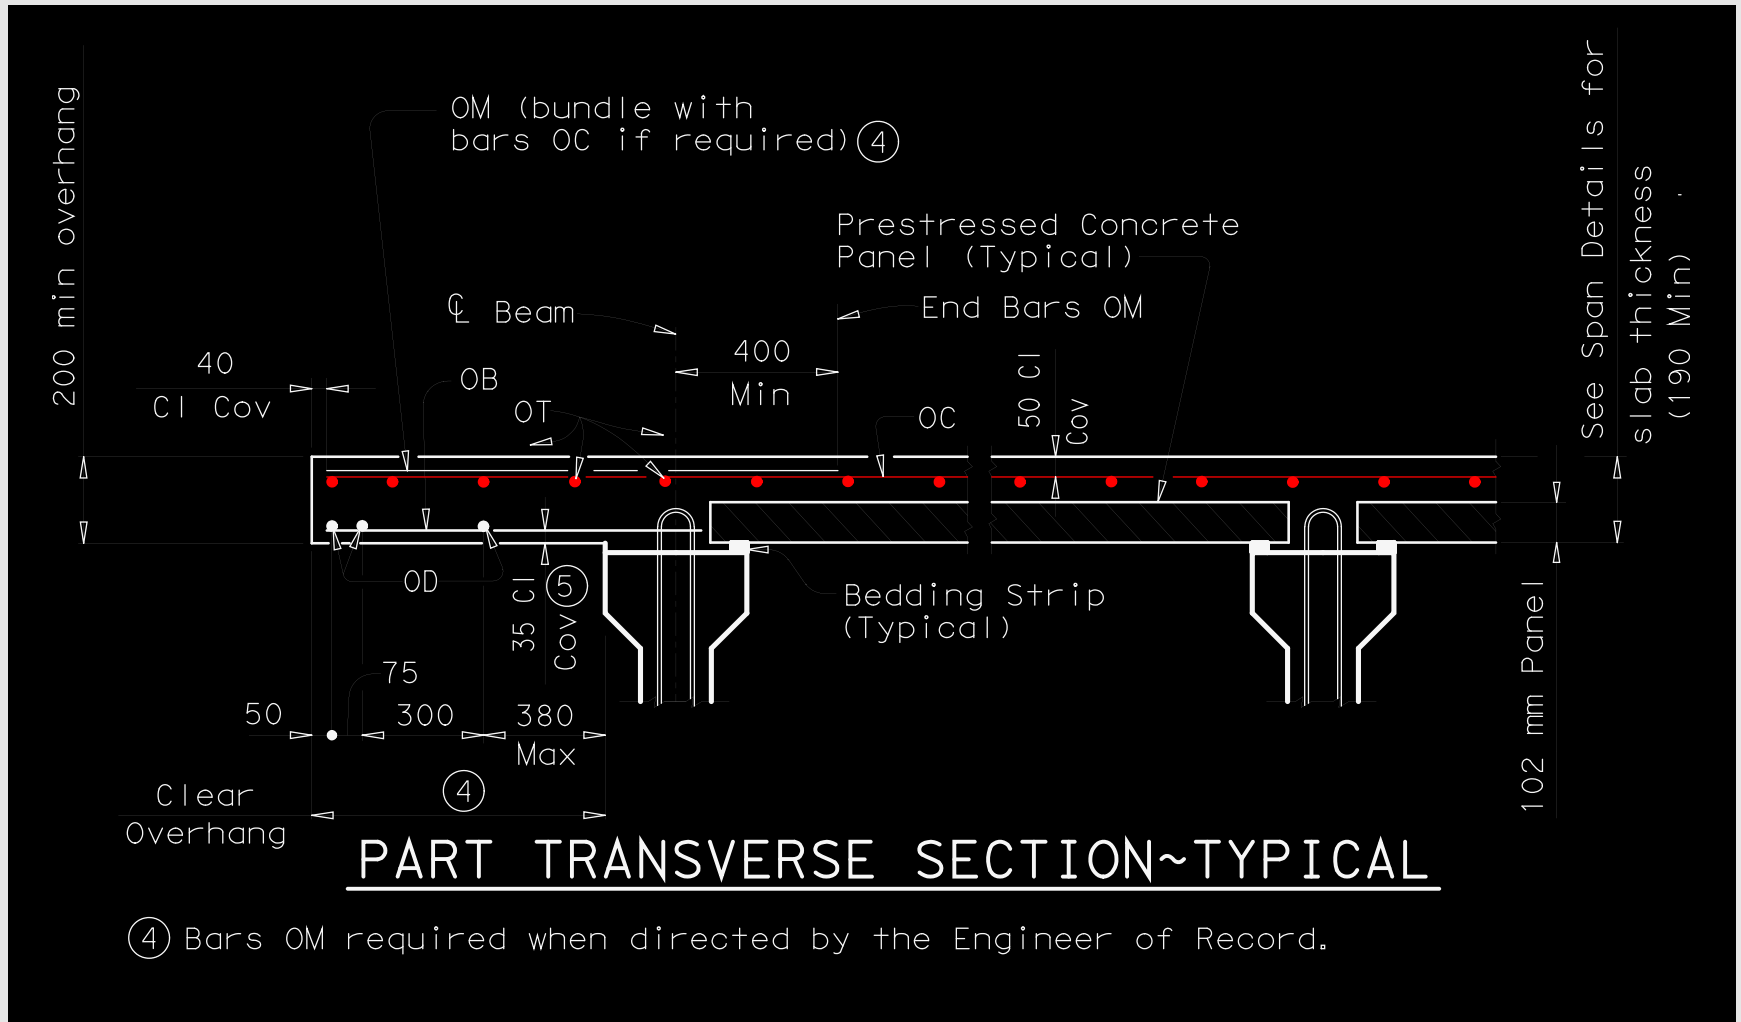 OM (bundle with
bars OC if required) 4
200 min overhang
See Span Details for
slab thickness
(190 Min)
Prestressed Concrete
Panel (Typical)
℄ Beam
End Bars OM
40
Cl Cov
400
Min
OB
OT
OC
50 Cl
Cov
OD
35 Cl
Cov
5
Bedding Strip
(Typical)
102 mm Panel
75
50
300
380
Max
4
Clear
Overhang
PART TRANSVERSE SECTION~TYPICAL
4 Bars OM required when directed by the Engineer of Record.